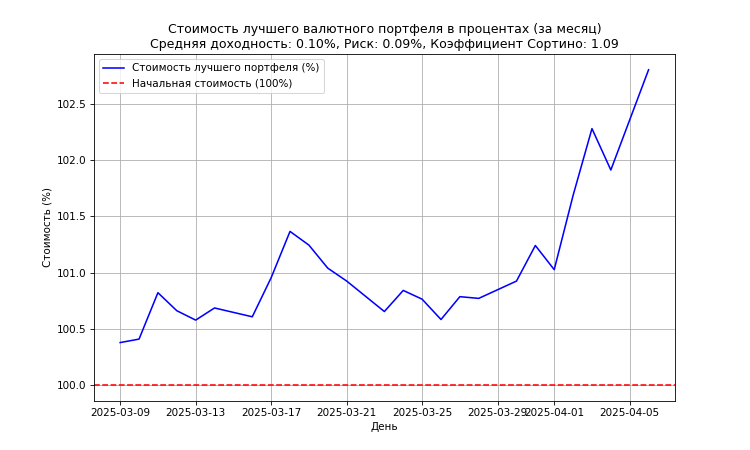 Стоимость лучшего валютного портфеля в процентах (за месяц)
Средняя доходность: 0.10%, Риск: 0.09%, Коэффициент Сортино: 1.09
Стоимость лучшего портфеля (%)
Начальная стоимость (100%)
Стоимость (%)
102.5
102.0
101.5
101.0
100.5
100.0
2025-03-09 2025-03-13 2025-03-17 2025-03-21 2025-03-25 2025-03-29 2025-04-01 2025-04-05
День